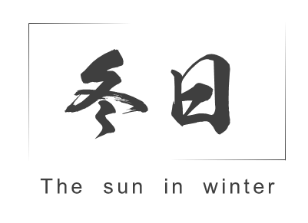 冬日
The sun in winter